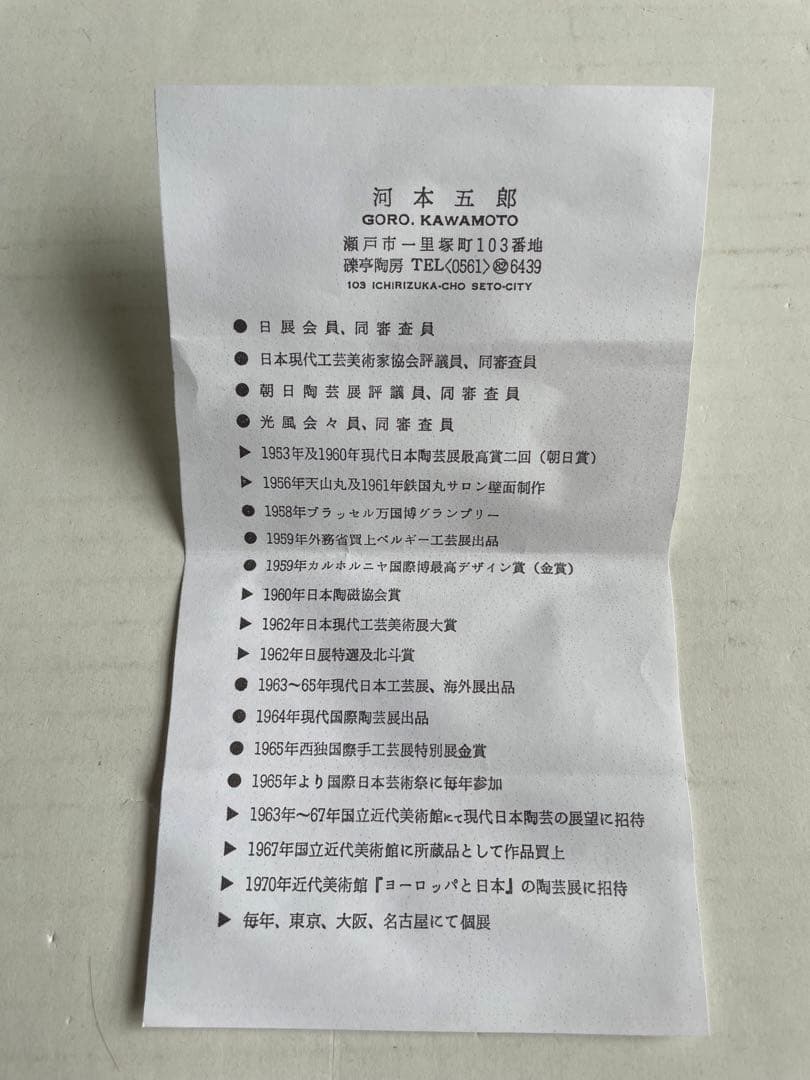 河本五郎
GORO. KAWAMOTO
瀬戸市一里塚町103番地
礫亭陶房 TEL〈0561〉82 6439
103 ICHIRIZUKA-CHO SETO-CITY
● 日展会員、同審査員
● 日本現代工芸美術家協会評議員、同審査員
● 朝日陶芸展評議員、同審査員
● 光風会々員、同審査員
▶ 1953年及1960年現代日本陶芸展最高賞二回（朝日賞）
▶ 1956年天山丸及1961年鉄国丸サロン壁面制作
● 1958年ブラッセル万国博グランプリー
● 1959年外務省買上ベルギー工芸展出品
● 1959年カルホルニヤ国際博最高デザイン賞（金賞）
▶ 1960年日本陶磁協会賞
▶ 1962年日本現代工芸美術展大賞
▶ 1962年日展特選及北斗賞
● 1963〜65年現代日本工芸展、海外展出品
● 1964年現代国際陶芸展出品
● 1965年西独国際手工芸展特別展金賞
● 1965年より国際日本芸術祭に毎年参加
▶ 1963年〜67年国立近代美術館にて現代日本陶芸の展望に招待
▶ 1967年国立近代美術館に所蔵品として作品買上
▶ 1970年近代美術館『ヨーロッパと日本』の陶芸展に招待
▶ 毎年、東京、大阪、名古屋にて個展